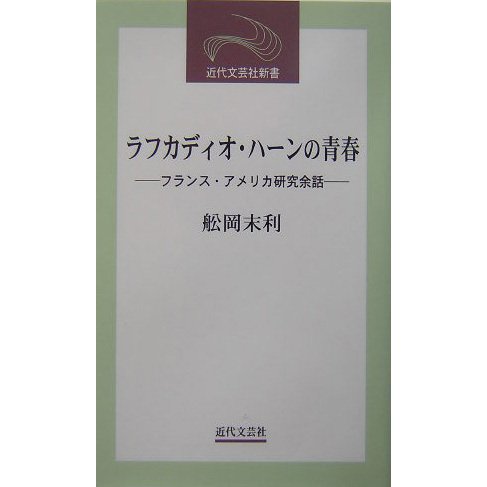 近代文芸社新書
ラフカディオ・ハーンの青春
──フランス・アメリカ研究余話──
舩岡末利
近代文芸社